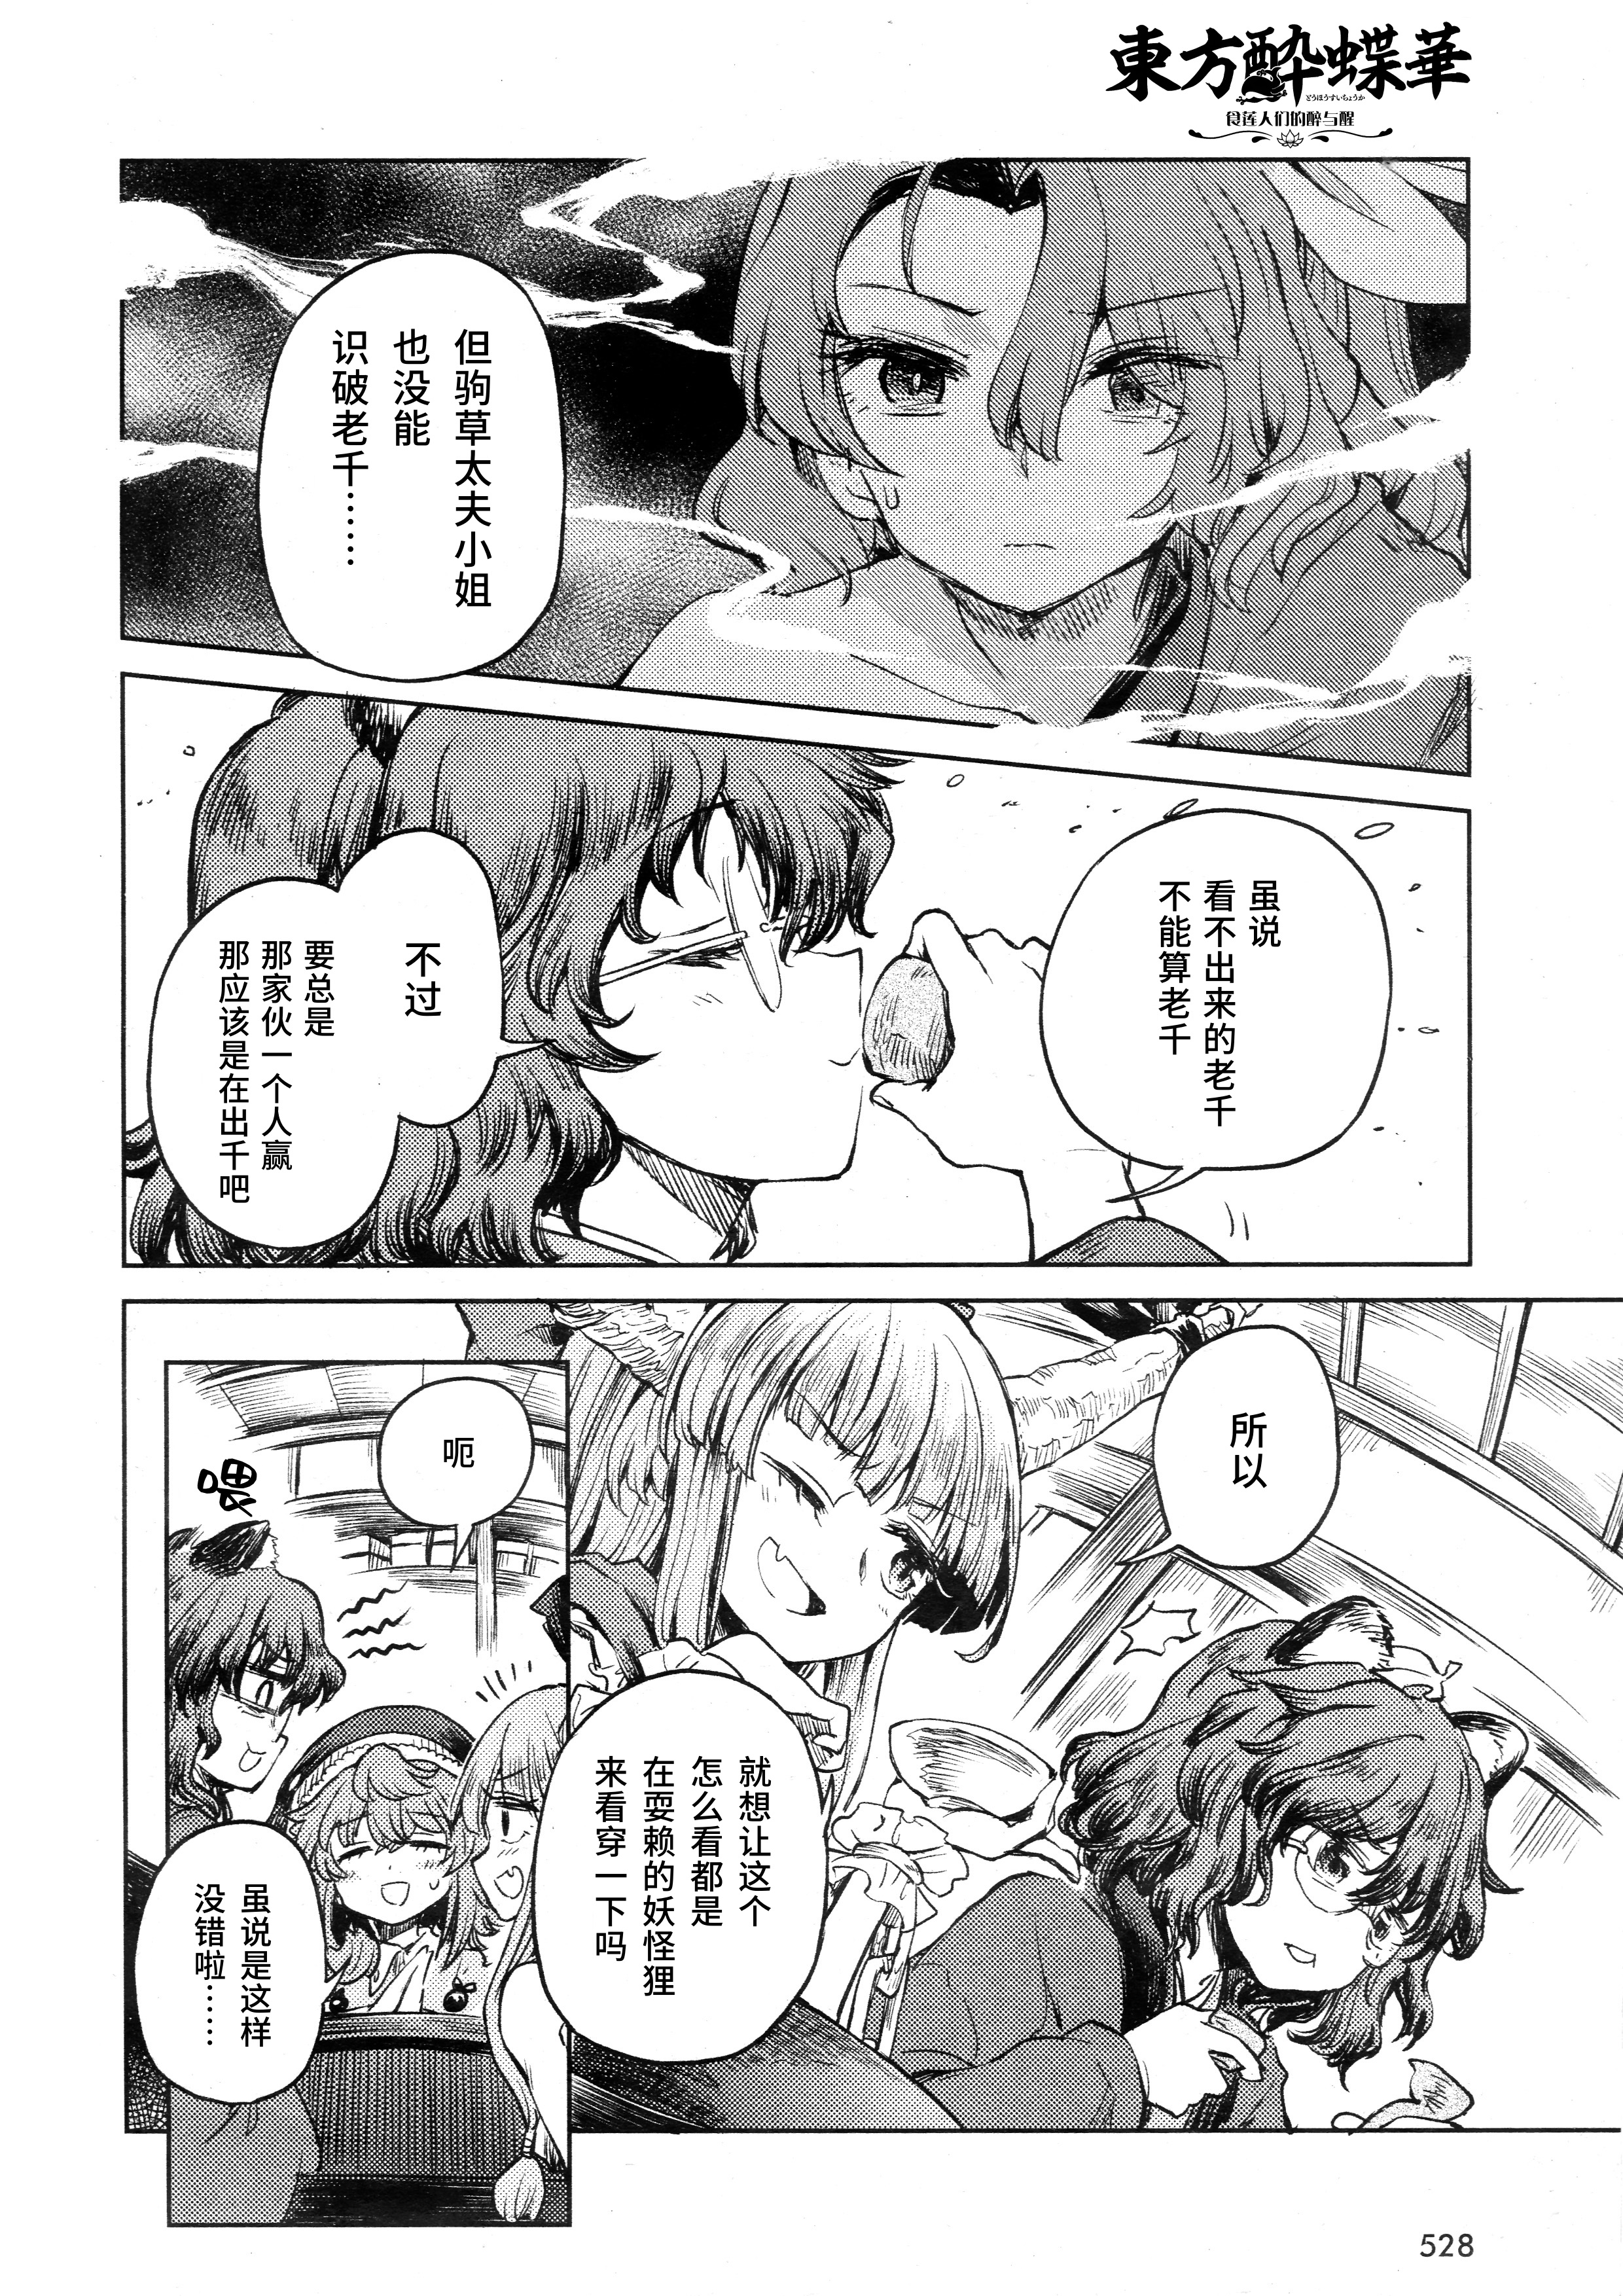 東方酔蝶華
どうほうすいちょうか
食莲人们的醉与醒
但驹草太夫小姐
也没能
识破老千……
虽说
看不出来的老千
不能算老千
不过
要总是
那家伙一个人赢
那应该是在出千吧
所以
就想让这个
怎么看都是
在耍赖的妖怪狸
来看穿一下吗
呃
喂
虽说是这样
没错啦……
528